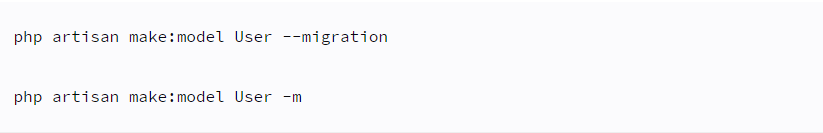 php artisan make:model User --migration
php artisan make:model User -m